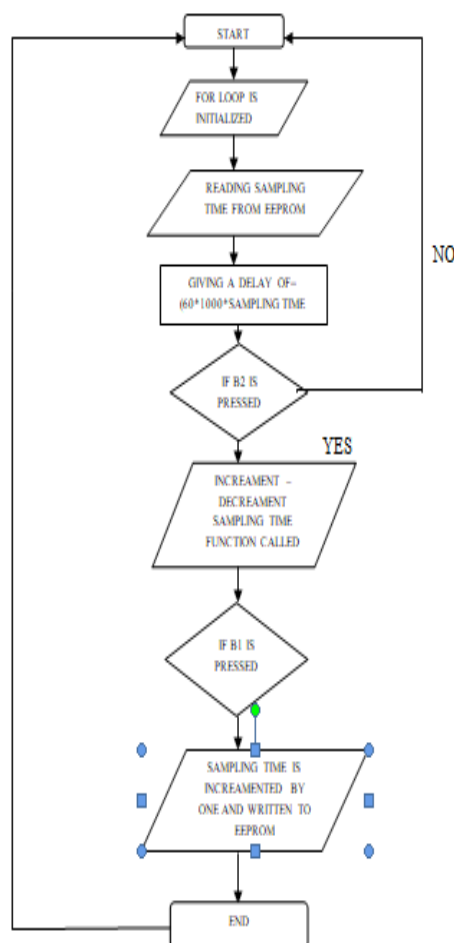 START
FOR LOOP IS
INITIALIZED
READING SAMPLING
TIME FROM EEPROM
NO
GIVING A DELAY OF=
(60*1000*SAMPLING TIME
IF B2 IS
PRESSED
YES
INCREAMENT –
DECREAMENT
SAMPLING TIME
FUNCTION CALLED
IF B1 IS
PRESSED
SAMPLING TIME IS
INCREAMENTED BY
ONE AND WRITTEN TO
EEPROM
END